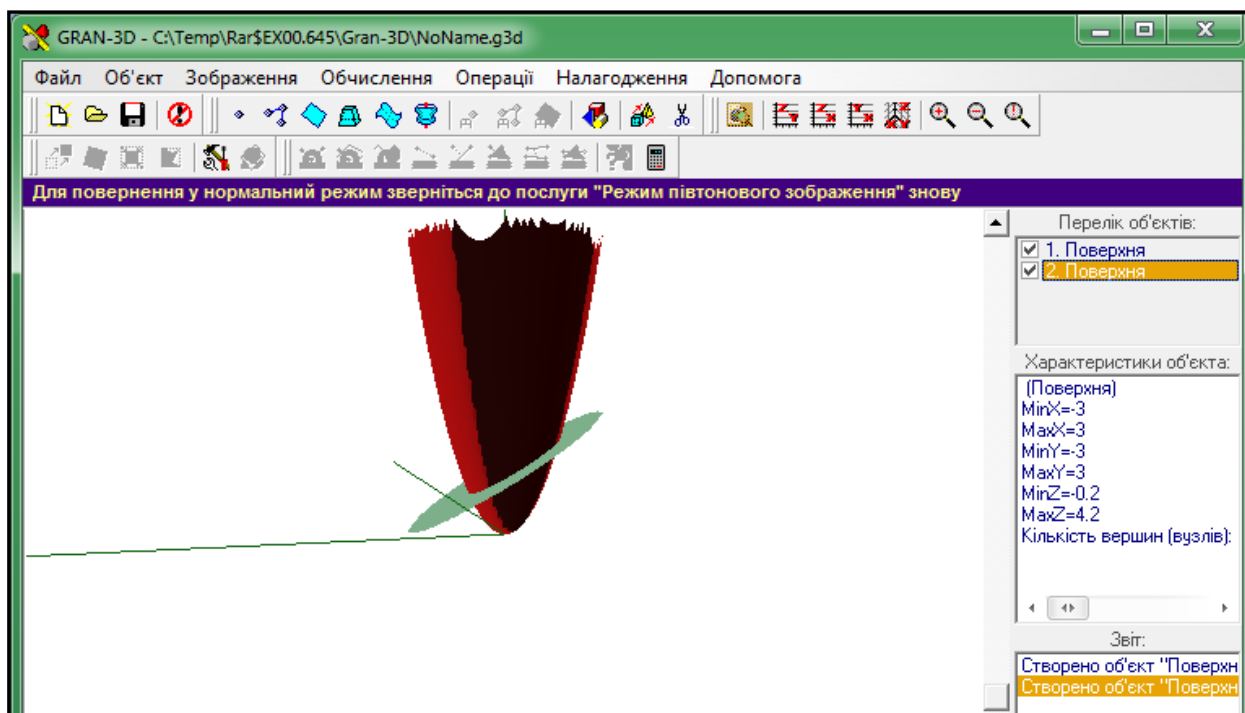 GRAN-3D - C:\Temp\Rar$EX00.645\Gran-3D\NoName.g3d
Файл Об'єкт Зображення Обчислення Операції Налагодження Допомога
Для повернення у нормальний режим зверніться до послуги "Режим півтонового зображення" знову
Перелік об'єктів:
1. Поверхня
2. Поверхня
Характеристики об'єкта:
(Поверхня)
MinX=-3
MaxX=3
MinY=-3
MaxY=3
MinZ=-0.2
MaxZ=4.2
Кількість вершин (вузлів):
Звіт:
Створено об'єкт "Поверхн
Створено об'єкт "Поверхн